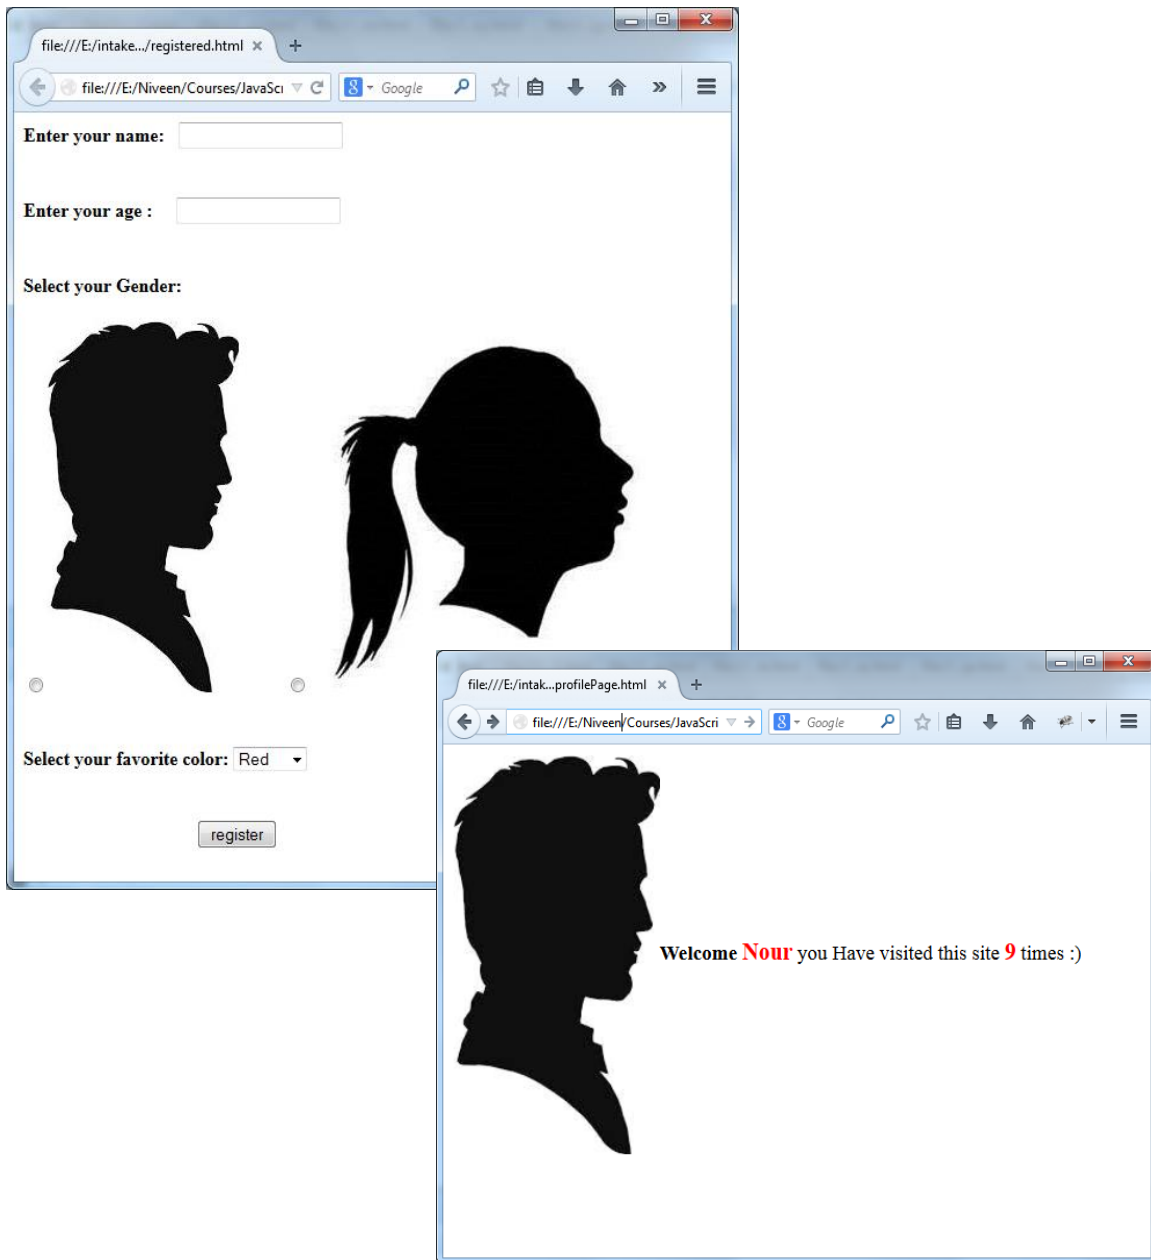 file:///E:/intake.../registered.html
file:///E:/Niveen/Courses/JavaScr
Google
Enter your name:
Enter your age :
Select your Gender:
Select your favorite color: Red
register
file:///E:/intak...profilePage.html
file:///E:/Niveen/Courses/JavaScri
Google
Welcome Nour you Have visited this site 9 times :)